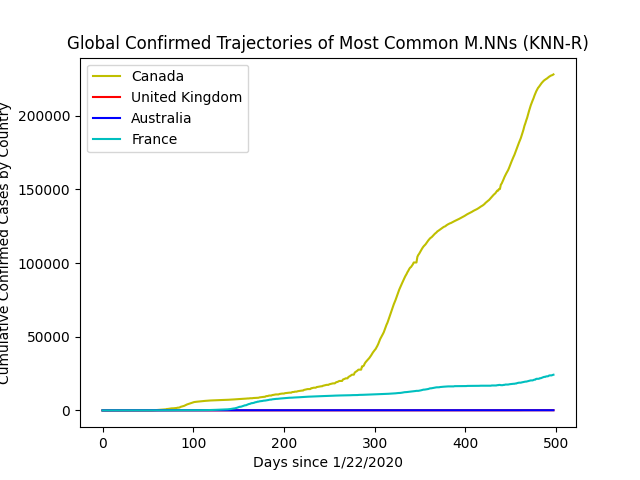 Global Confirmed Trajectories of Most Common M.NNs (KNN-R)
Cumulative Confirmed Cases by Country
200000
150000
100000
50000
0
Canada
United Kingdom
Australia
France
0 100 200 300 400 500
Days since 1/22/2020